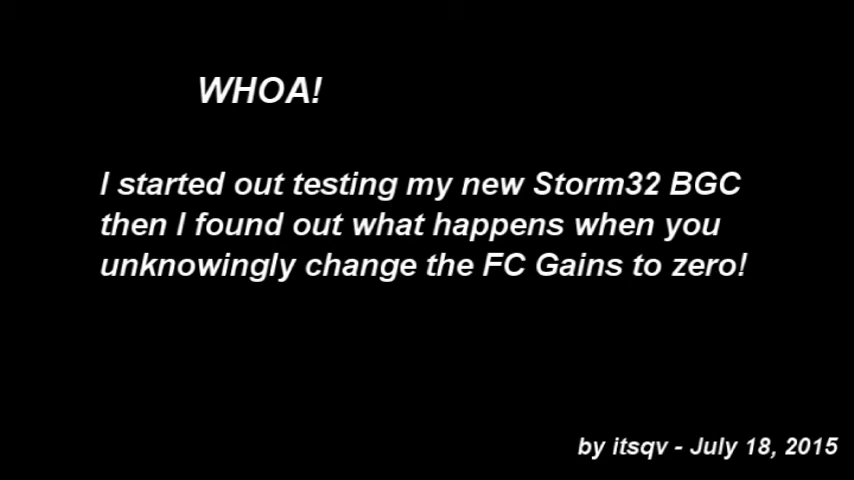 WHOA!
I started out testing my new Storm32 BGC
then I found out what happens when you
unknowingly change the FC Gains to zero!
by itsqv - July 18, 2015